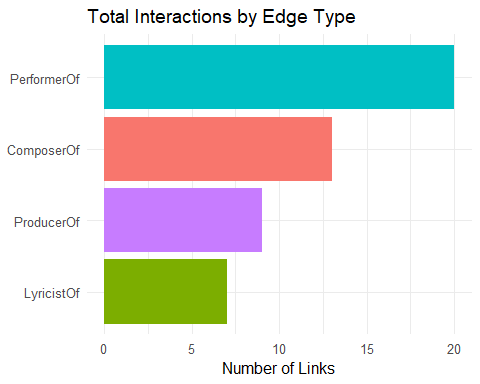 Total Interactions by Edge Type
PerformerOf
ComposerOf
ProducerOf
LyricistOf
0 5 10 15 20
Number of Links